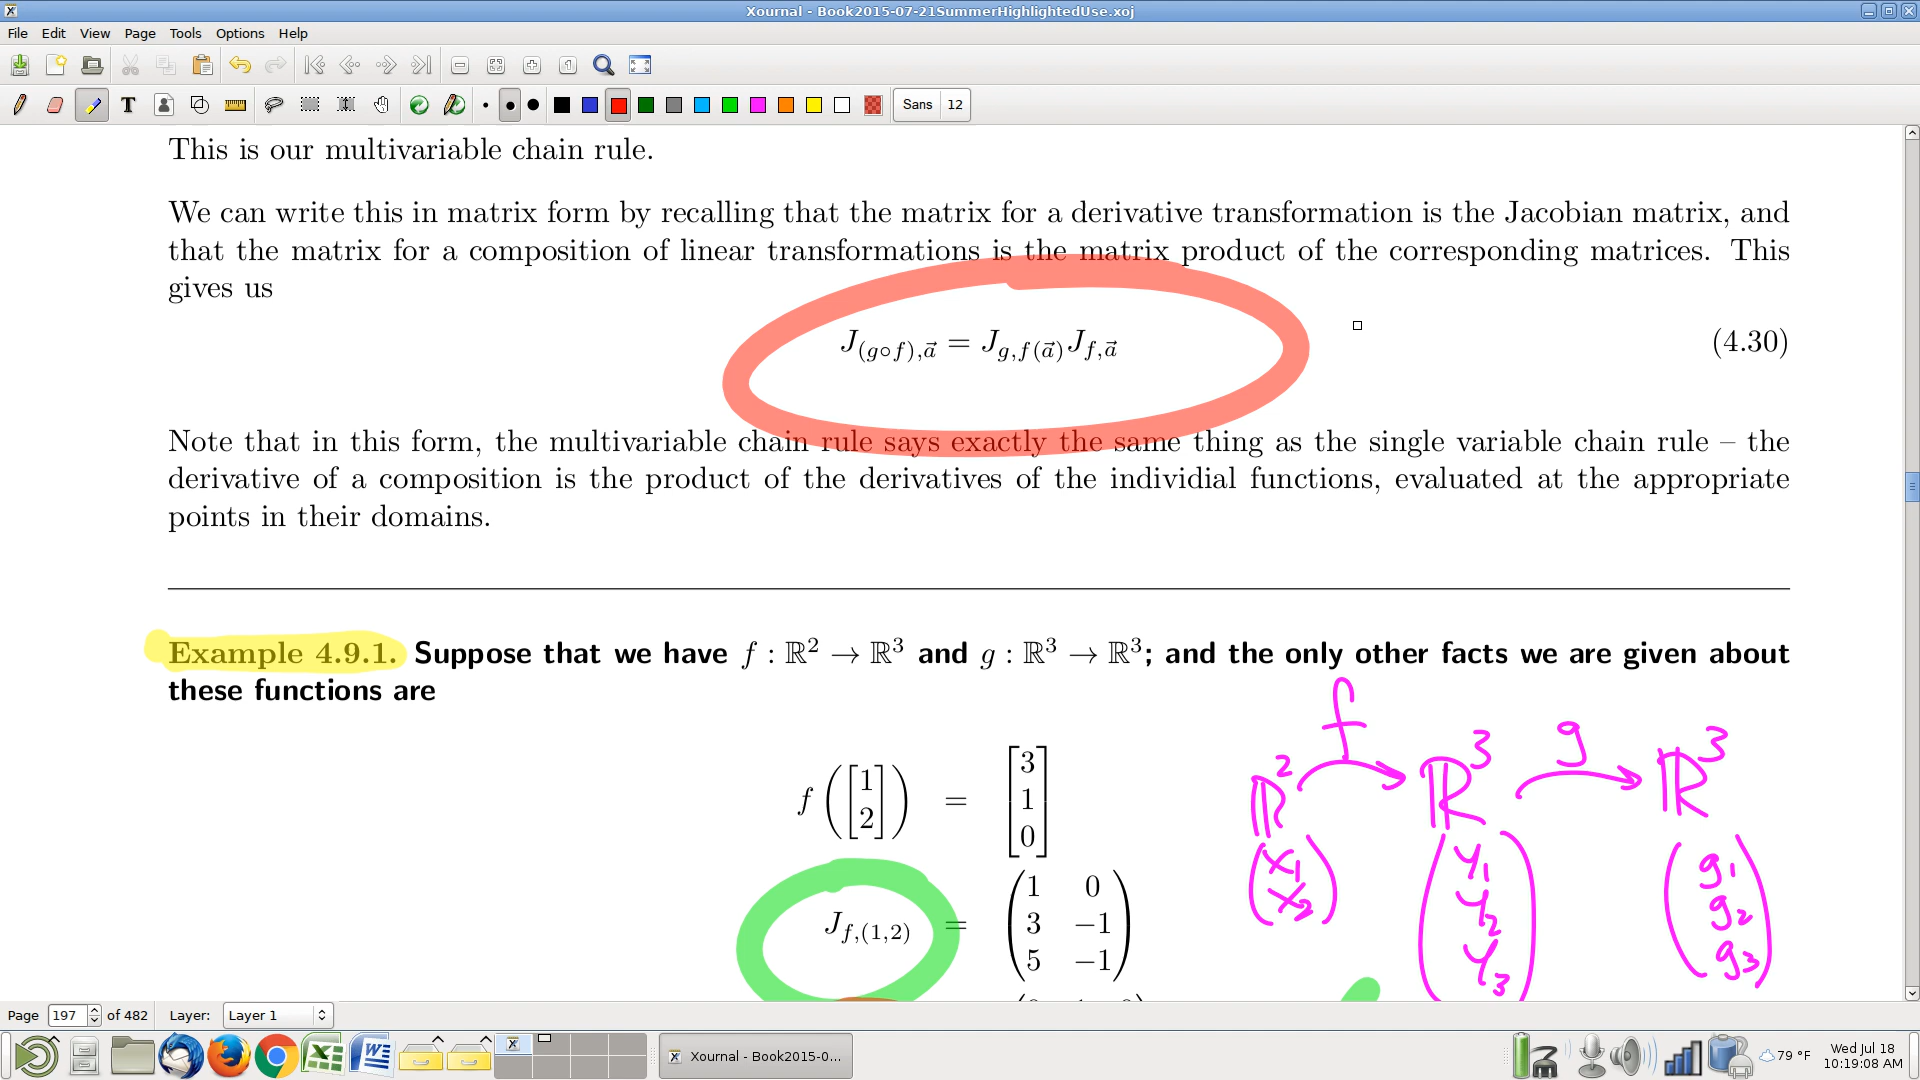 Xournal - Book2015-07-21SummerHighlightedUse.xoj
File Edit View Page Tools Options Help
Sans 12
This is our multivariable chain rule.
We can write this in matrix form by recalling that the matrix for a derivative transformation is the Jacobian matrix, and
that the matrix for a composition of linear transformations is the matrix product of the corresponding matrices. This
gives us
J_{(g∘f),\vec{a}} = J_{g,f(\vec{a})} J_{f,\vec{a}} (4.30)
Note that in this form, the multivariable chain rule says exactly the same thing as the single variable chain rule – the
derivative of a composition is the product of the derivatives of the individial functions, evaluated at the appropriate
points in their domains.
Example 4.9.1. Suppose that we have f : ℝ² → ℝ³ and g : ℝ³ → ℝ³; and the only other facts we are given about
these functions are
f([1 2]) = [3 1 0]
J_{f,(1,2)} =
1 0
3 −1
5 −1
f g
ℝ² ℝ³ ℝ³
x₁ y₁ g₁
x₂ y₂ g₂
y₃ g₃
Page 197 of 482 Layer: Layer 1
Xournal - Book2015-0...
79 °F
Wed Jul 18
10:19:08 AM